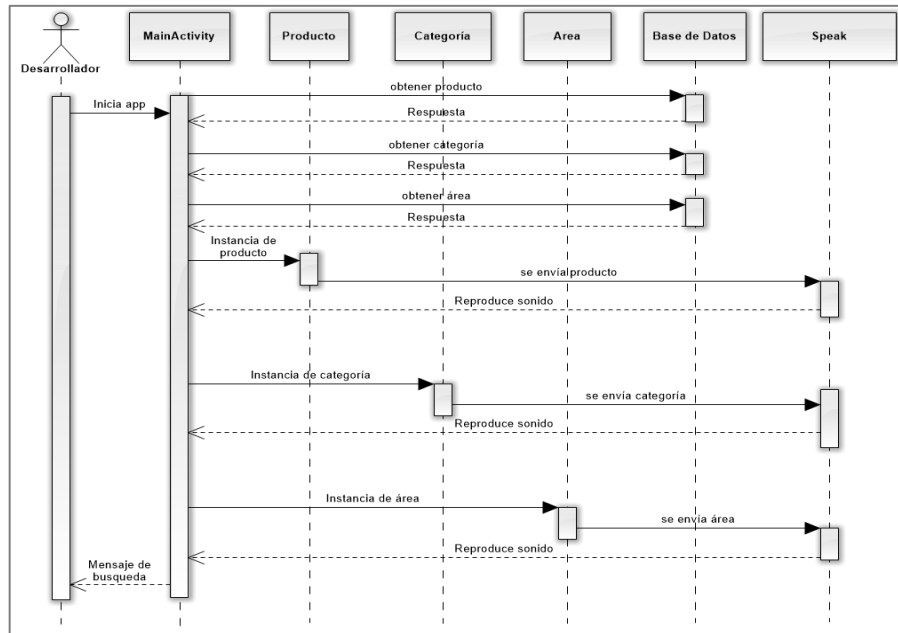 MainActivity
Producto
Categoría
Area
Base de Datos
Speak
Desarrollador
obtener producto
Inicia app
Respuesta
obtener categoría
Respuesta
obtener área
Respuesta
Instancia de
producto
se envía producto
Reproduce sonido
Instancia de categoría
se envía categoría
Reproduce sonido
Instancia de área
se envía área
Reproduce sonido
Mensaje de
busqueda